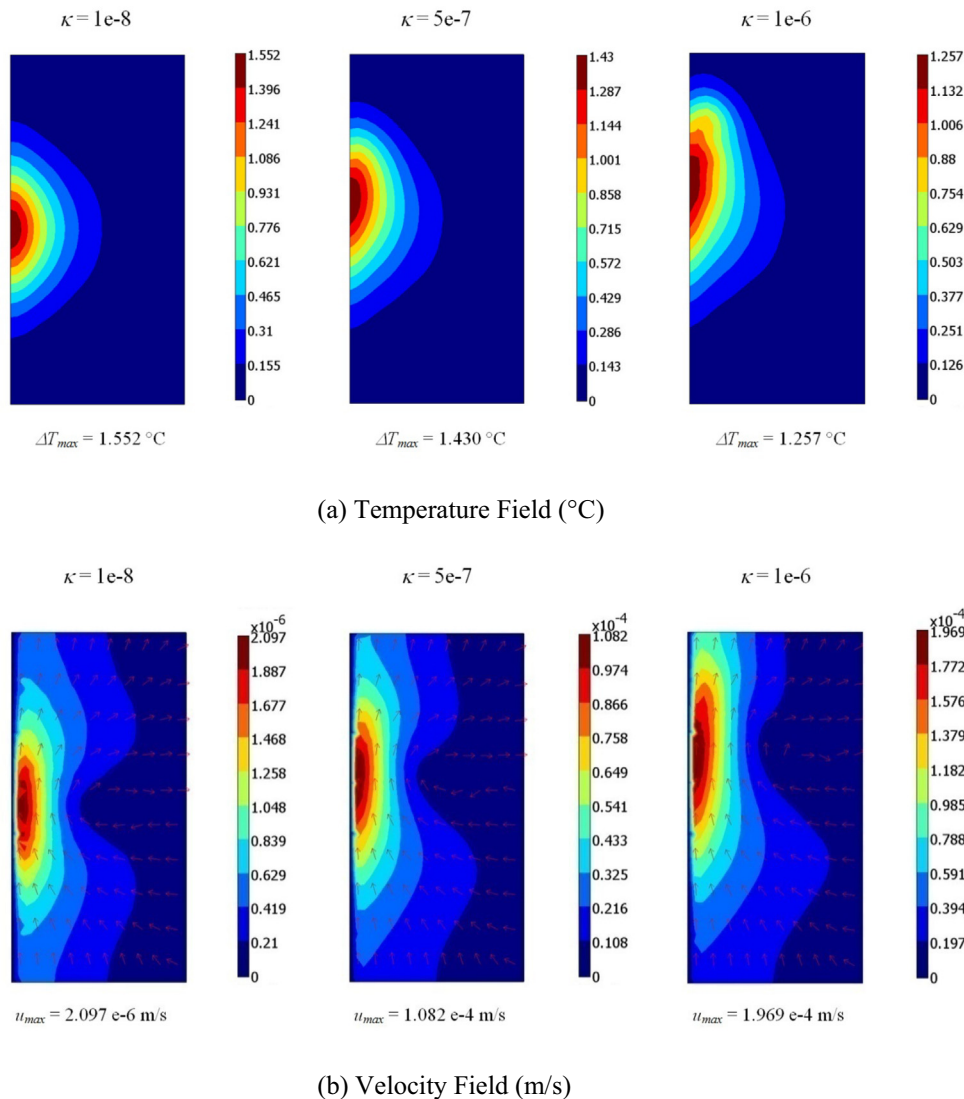 κ = 1e-8 κ = 5e-7 κ = 1e-6
1.552 1.43 1.257
1.396 1.287 1.132
1.241 1.144 1.006
1.086 1.001 0.88
0.931 0.858 0.754
0.776 0.715 0.629
0.621 0.572 0.503
0.465 0.429 0.377
0.31 0.286 0.251
0.155 0.143 0.126
0 0 0
ΔTmax = 1.552 °C ΔTmax = 1.430 °C ΔTmax = 1.257 °C
(a) Temperature Field (°C)
κ = 1e-8 κ = 5e-7 κ = 1e-6
x10⁻⁶ x10⁻⁴ x10⁻⁴
2.097 1.082 1.969
1.887 0.974 1.772
1.677 0.866 1.576
1.468 0.758 1.379
1.258 0.649 1.182
1.048 0.541 0.985
0.839 0.433 0.788
0.629 0.325 0.591
0.419 0.216 0.394
0.21 0.108 0.197
0 0 0
umax = 2.097 e-6 m/s umax = 1.082 e-4 m/s umax = 1.969 e-4 m/s
(b) Velocity Field (m/s)